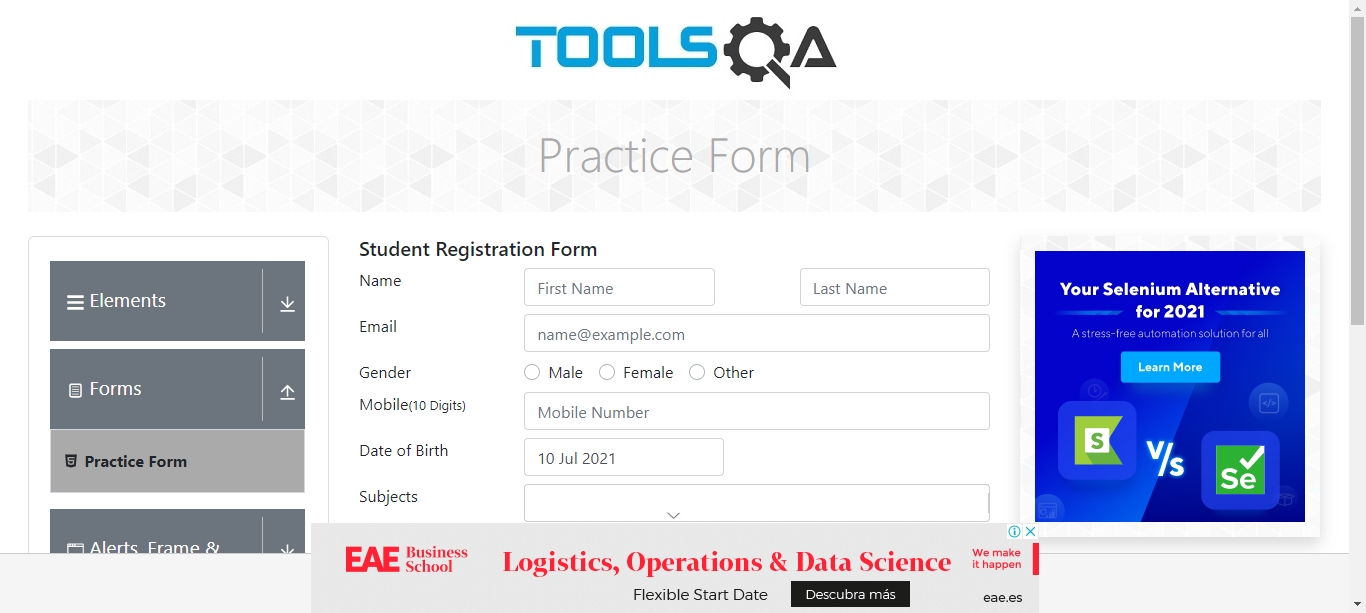 TOOLSQA
Practice Form
Elements
Forms
Practice Form
Alerts, Frame &
Student Registration Form
Name
First Name
Last Name
Email
name@example.com
Gender
Male
Female
Other
Mobile(10 Digits)
Mobile Number
Date of Birth
10 Jul 2021
Subjects
Your Selenium Alternative
for 2021
A stress-free automation solution for all
Learn More
S
V/s
Se
EAE Business
School
Logistics, Operations & Data Science
Flexible Start Date
Descubra más
We make
it happen
eae.es